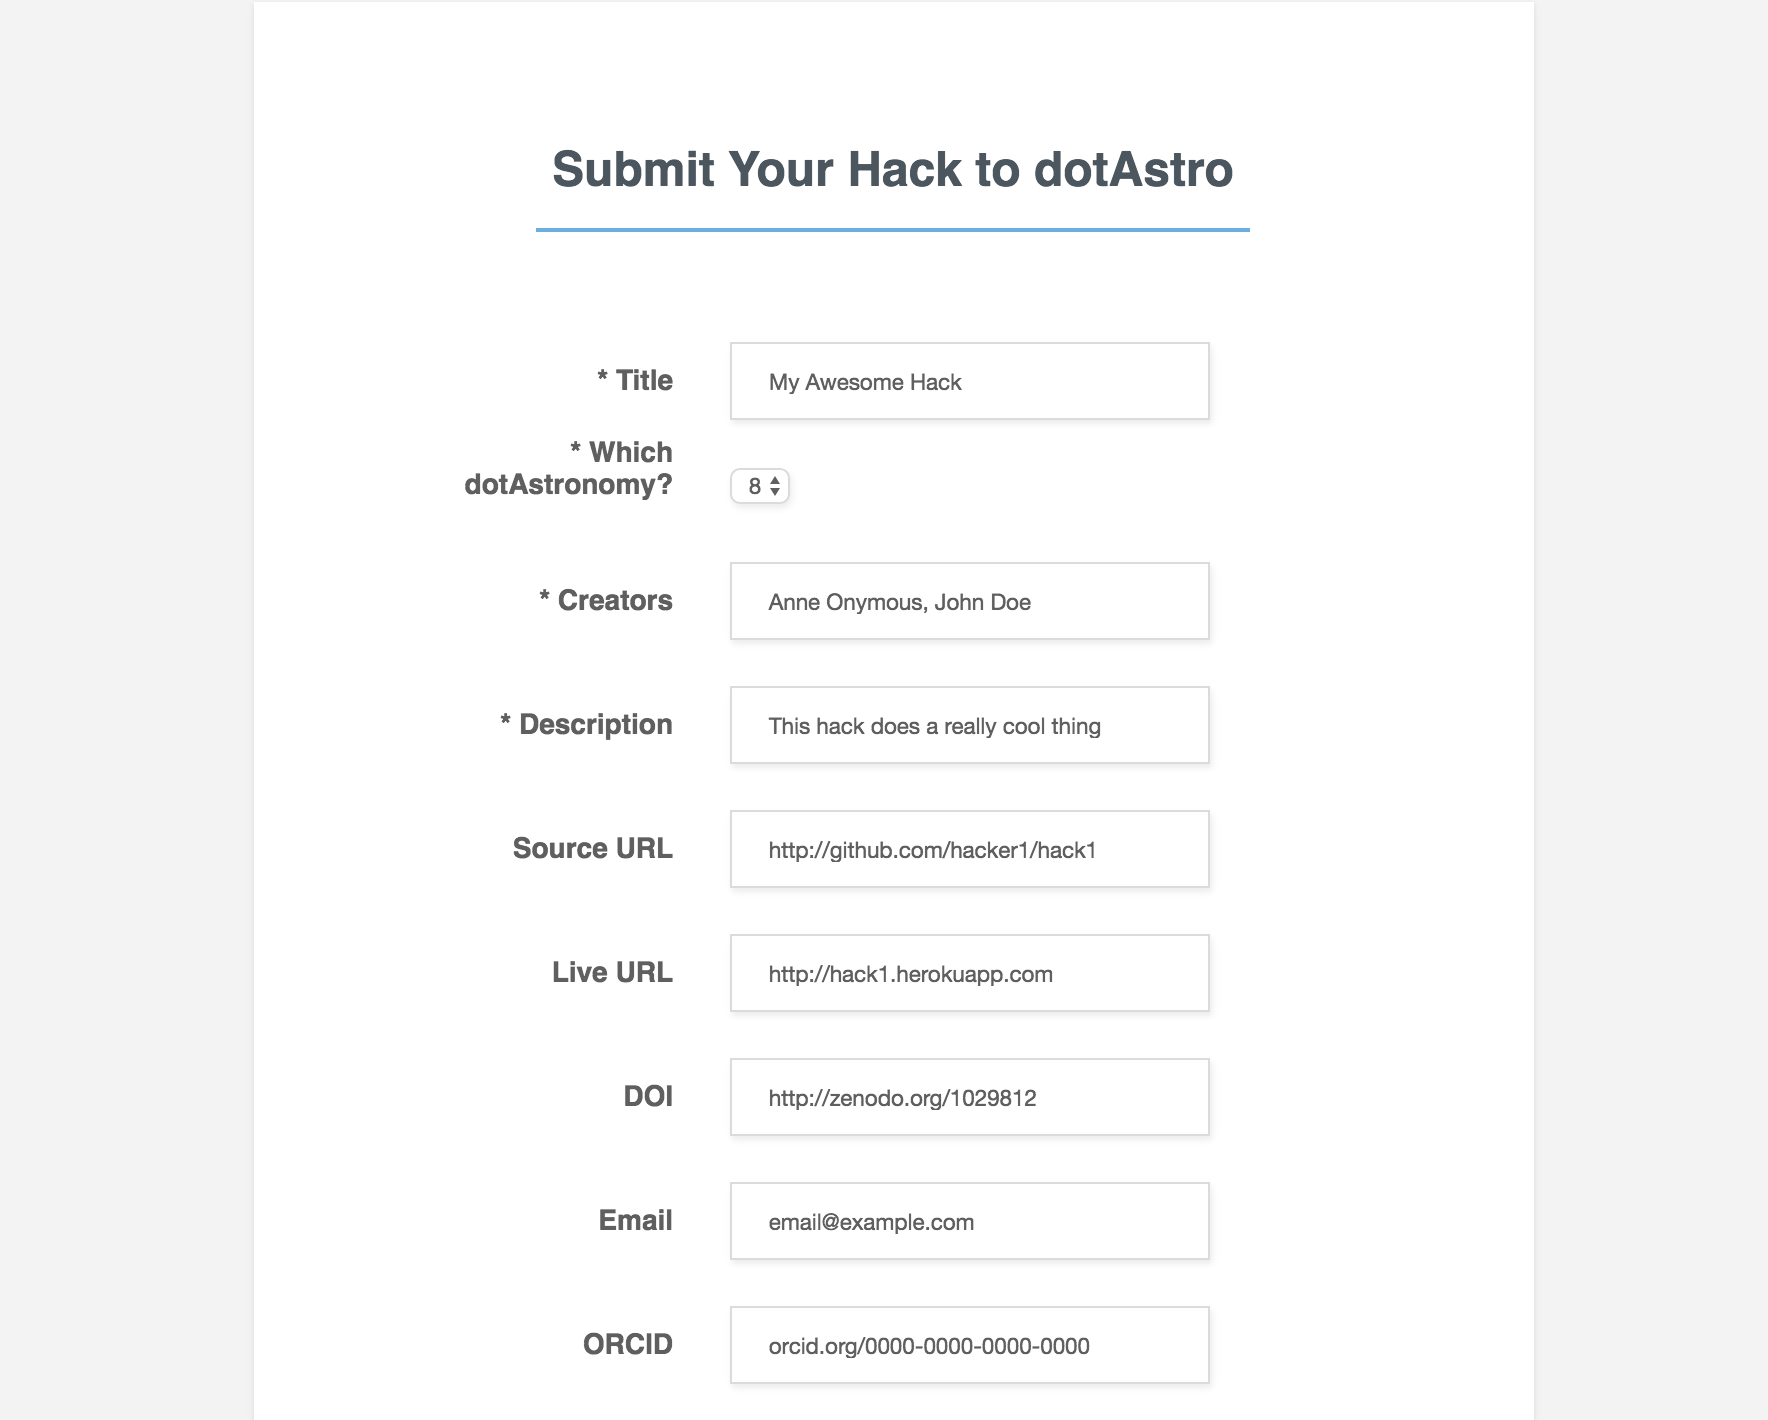 Submit Your Hack to dotAstro
* Title
My Awesome Hack
* Which
dotAstronomy?
8
* Creators
Anne Onymous, John Doe
* Description
This hack does a really cool thing
Source URL
http://github.com/hacker1/hack1
Live URL
http://hack1.herokuapp.com
DOI
http://zenodo.org/1029812
Email
email@example.com
ORCID
orcid.org/0000-0000-0000-0000